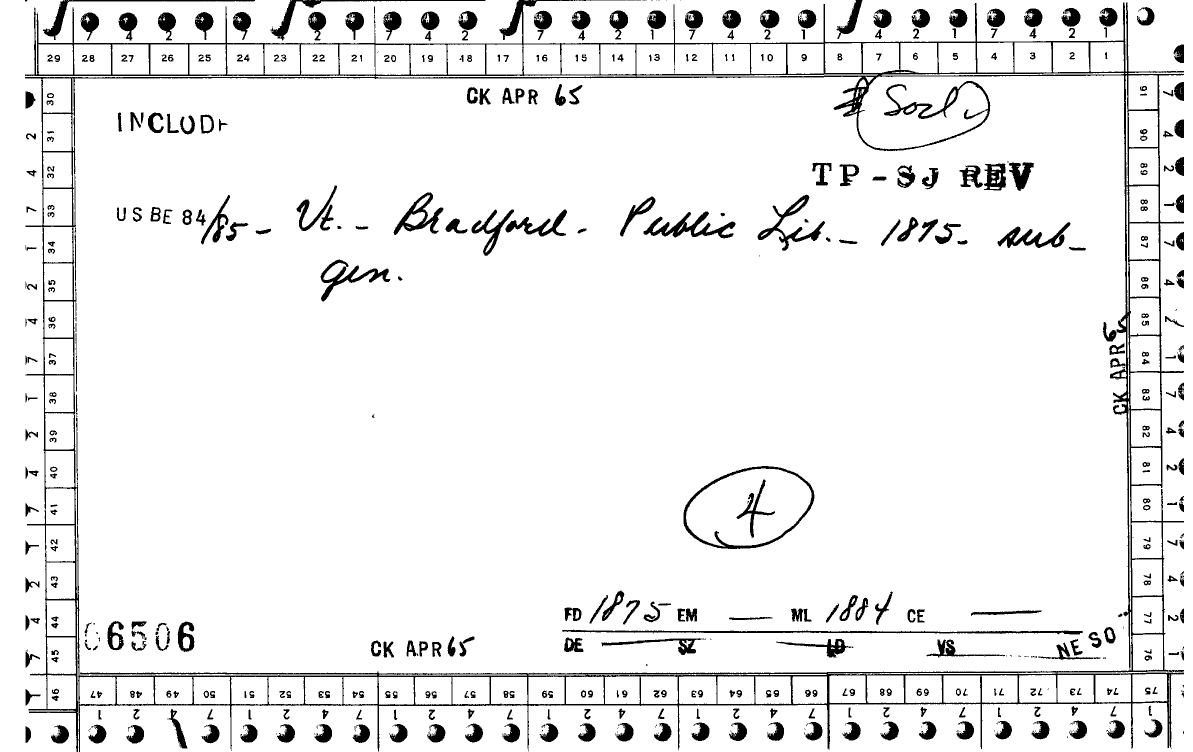 7 4 2 1 7 4 2 1 7 4 2 1 7 4 2 1 7 4 2 1 7 4 2 1 7 4 2 1
29 28 27 26 25 24 23 22 21 20 19 18 17 16 15 14 13 12 11 10 9 8 7 6 5 4 3 2 1
CK APR 65
INCLUDE
TP-SJ REV
US BE 84/85 - Vt. - Bradford. Public Lib. - 1875 - sub-
gen.
4
FD 1875 EM — ML 1884 CE —
06506
CK APR 65
DE SZ LD VS
NE SO
CK APR 65
30 31 32 33 34 35 36 37 38 39 40 41 42 43 44 45 46
91 90 89 88 87 86 85 84 83 82 81 80 79 78 77 76
47 48 49 50 51 52 53 54 55 56 57 58 59 60 61 62 63 64 65 66 67 68 69 70 71 72 73 74 75
1 2 4 7 1 2 4 7 1 2 4 7 1 2 4 7 1 2 4 7 1 2 4 7 1 2 4 7 1